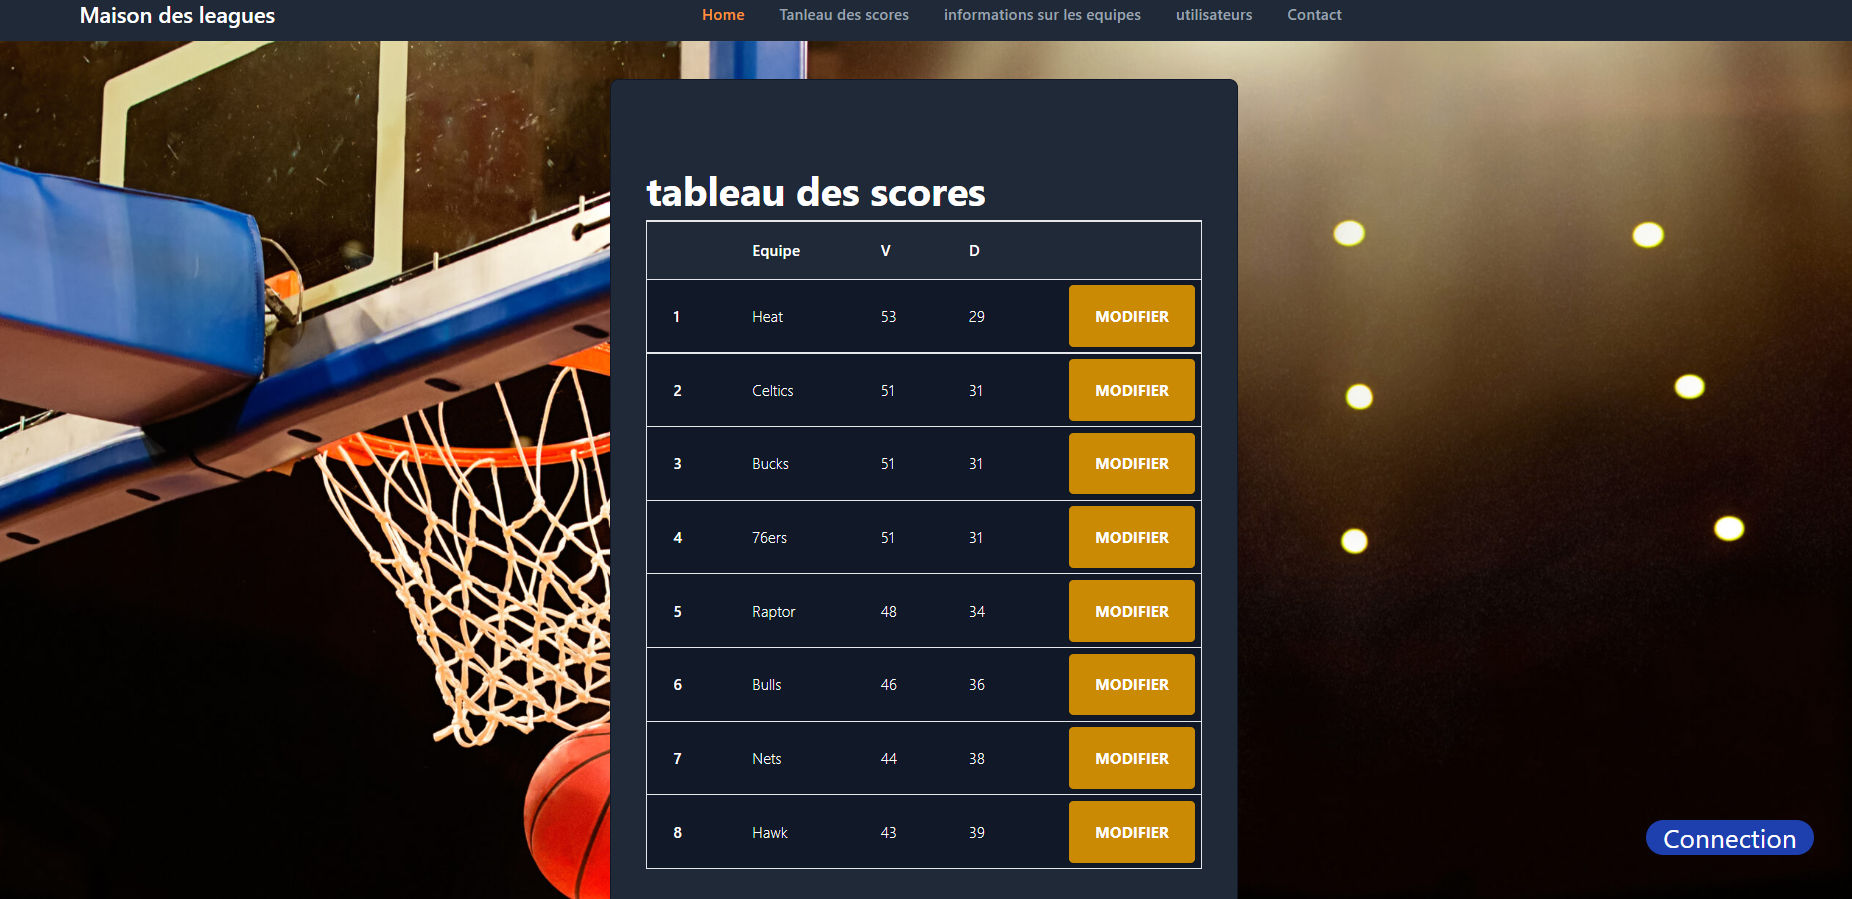 Maison des leagues Home Tanleau des scores informations sur les equipes utilisateurs Contact
tableau des scores
Equipe V D
1 Heat 53 29 MODIFIER
2 Celtics 51 31 MODIFIER
3 Bucks 51 31 MODIFIER
4 76ers 51 31 MODIFIER
5 Raptor 48 34 MODIFIER
6 Bulls 46 36 MODIFIER
7 Nets 44 38 MODIFIER
8 Hawk 43 39 MODIFIER
Connection